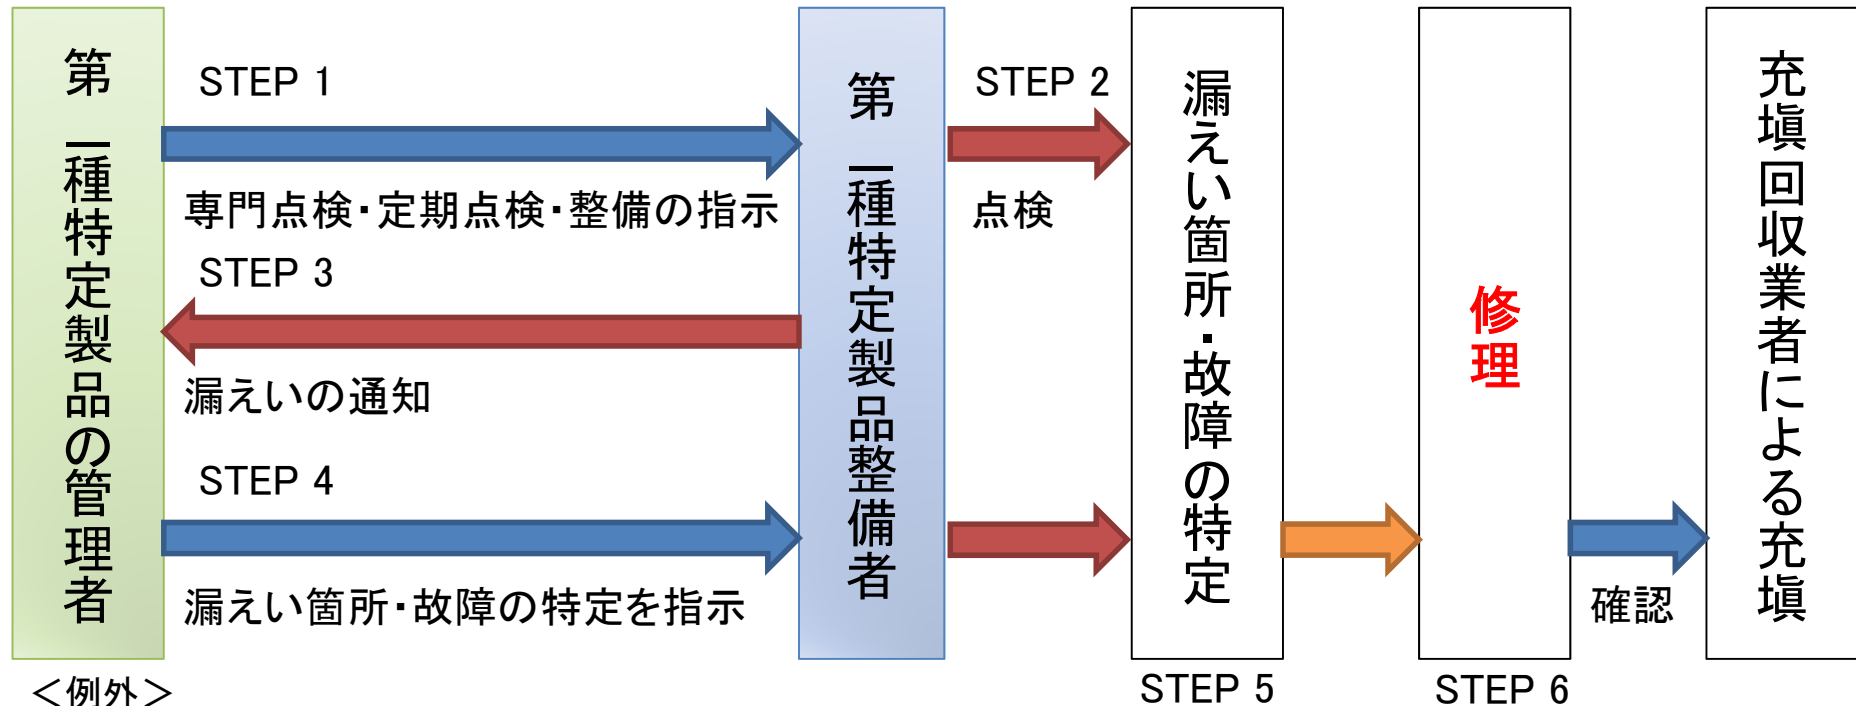 第一種特定製品の管理者
STEP 1
専門点検・定期点検・整備の指示
STEP 3
漏えいの通知
STEP 4
漏えい箇所・故障の特定を指示
第一種特定製品整備者
STEP 2
点検
漏えい箇所・故障の特定
STEP 5
修理
STEP 6
確認
充塡回収業者による充塡
＜例外＞